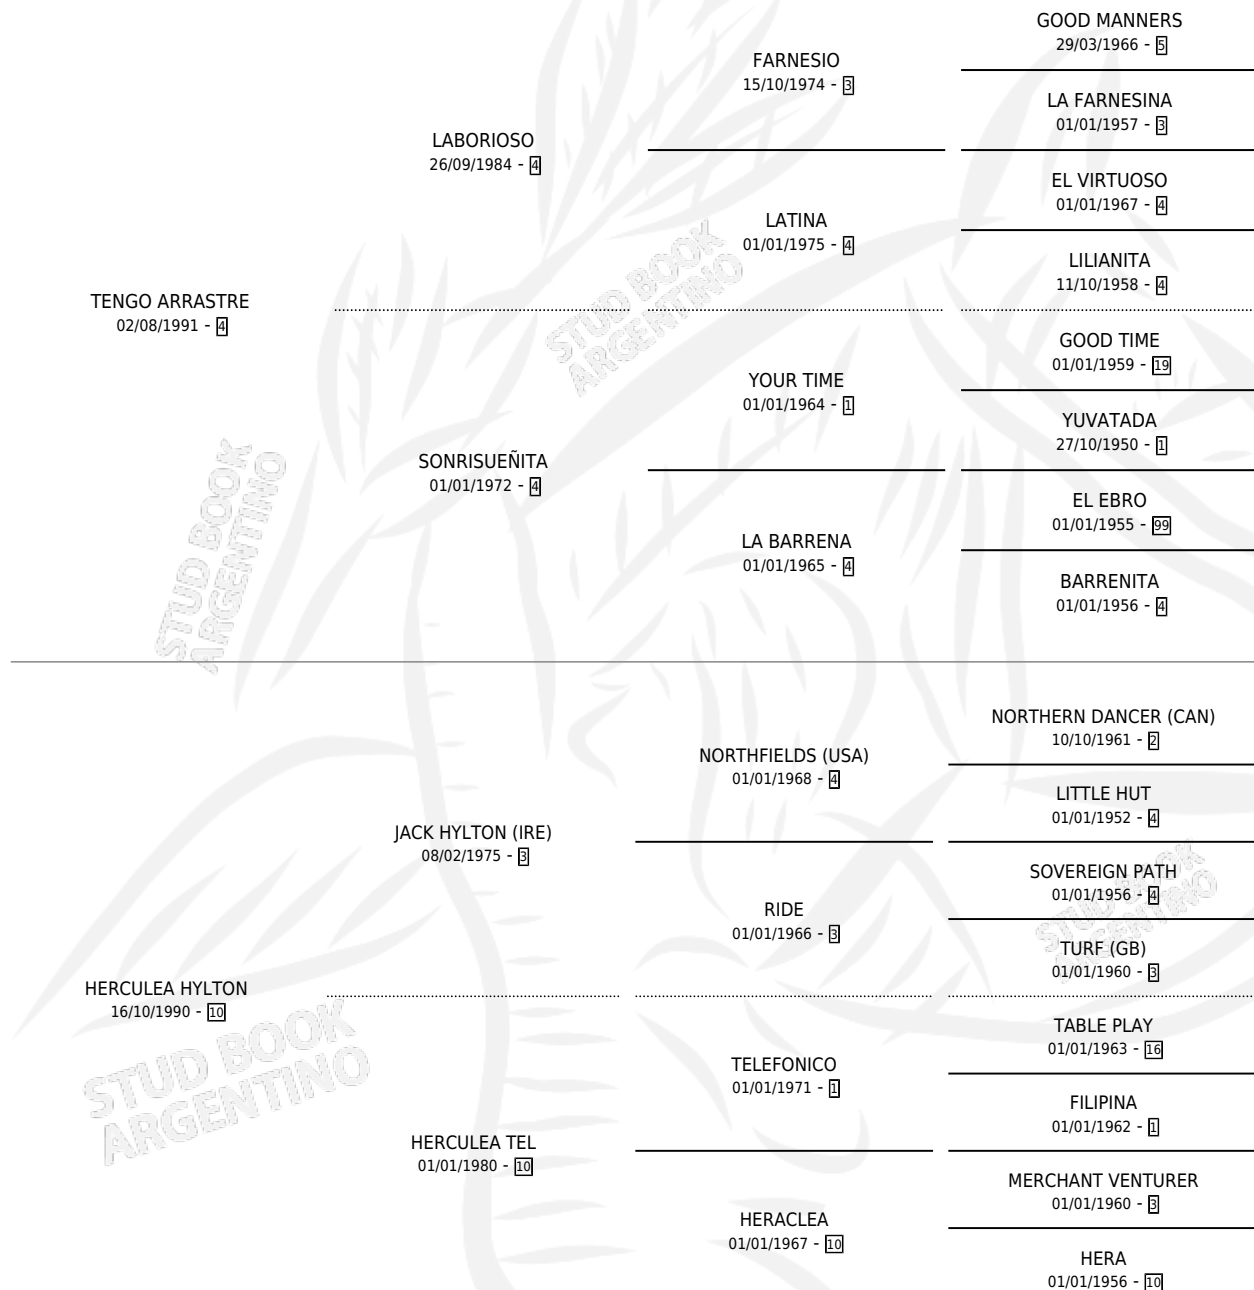 GOOD MANNERS
29/03/1966 - 5
FARNESIO
15/10/1974 - 3
LA FARNESINA
01/01/1957 - 3
LABORIOSO
26/09/1984 - 4
EL VIRTUOSO
01/01/1967 - 4
LATINA
01/01/1975 - 4
LILIANITA
11/10/1958 - 4
TENGO ARRASTRE
02/08/1991 - 4
GOOD TIME
01/01/1959 - 19
YOUR TIME
01/01/1964 - 1
YUVATADA
27/10/1950 - 1
SONRISUEÑITA
01/01/1972 - 4
EL EBRO
01/01/1955 - 99
LA BARRENA
01/01/1965 - 4
BARRENITA
01/01/1956 - 4
NORTHERN DANCER (CAN)
10/10/1961 - 2
NORTHFIELDS (USA)
01/01/1968 - 4
LITTLE HUT
01/01/1952 - 4
JACK HYLTON (IRE)
08/02/1975 - 3
SOVEREIGN PATH
01/01/1956 - 4
RIDE
01/01/1966 - 3
TURF (GB)
01/01/1960 - 3
HERCULEA HYLTON
16/10/1990 - 10
TABLE PLAY
01/01/1963 - 16
TELEFONICO
01/01/1971 - 1
FILIPINA
01/01/1962 - 1
HERCULEA TEL
01/01/1980 - 10
MERCHANT VENTURER
01/01/1960 - 3
HERACLEA
01/01/1967 - 10
HERA
01/01/1956 - 10
STUD BOOK
ARGENTINO
STUD BOOK
ARGENTINO
STUD BOOK
ARGENTINO
STUD BOOK
ARGENTINO